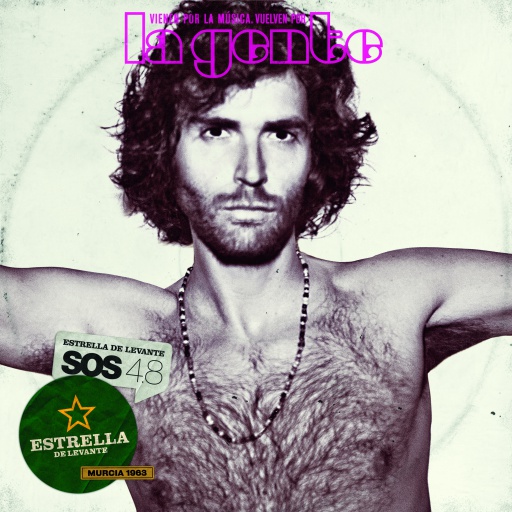 VIENEN POR LA MÚSICA. VUELVEN POR
la gente
ESTRELLA DE LEVANTE
SOS 4.8
ESTRELLA
DE LEVANTE
MURCIA 1963